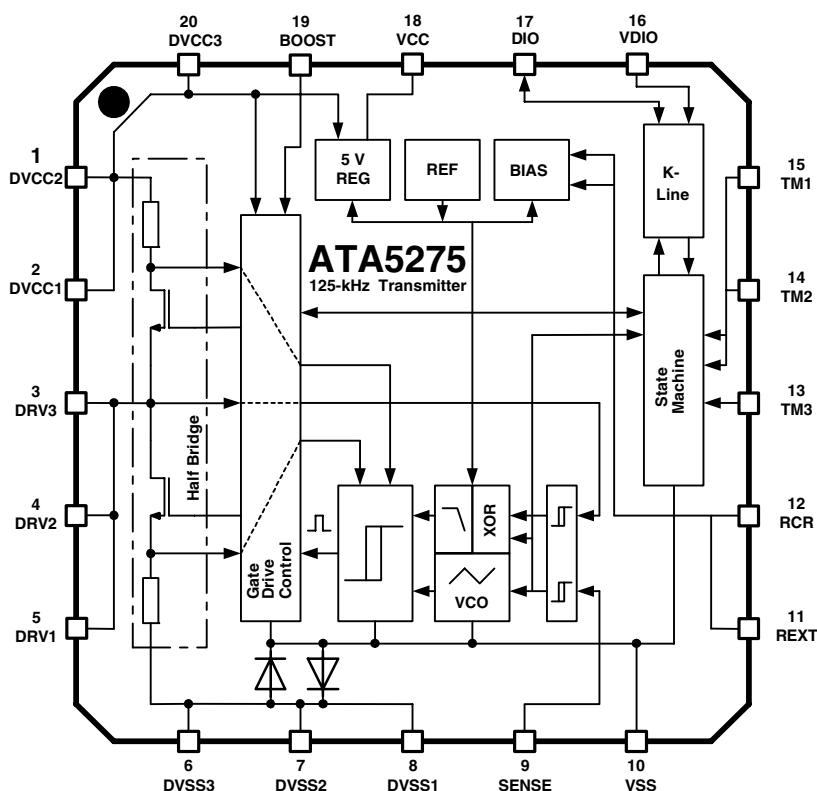 20
DVCC3
19
BOOST
18
VCC
17
DIO
16
VDIO
1
DVCC2
2
DVCC1
3
DRV3
4
DRV2
5
DRV1
Half Bridge
Gate
Drive
Control
5 V
REG
REF
BIAS
K-
Line
ATA5275
125-kHz Transmitter
State
Machine
XOR
VCO
15
TM1
14
TM2
13
TM3
12
RCR
11
REXT
6
DVSS3
7
DVSS2
8
DVSS1
9
SENSE
10
VSS